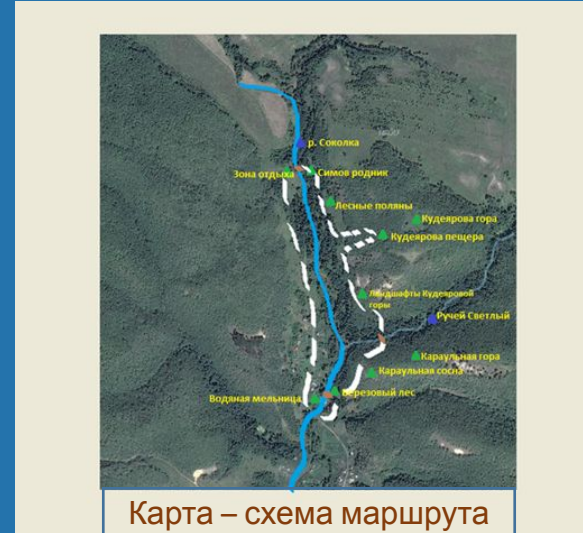 р. Соколка
Зона отдыха
Симов родник
Лесные поляны
Кудеярова гора
Кудеярова пещера
Ландшафты Кудеяровой
горы
Ручей Светлый
Караульная гора
Караульная сосна
Березовый лес
Водяная мельница
Карта – схема маршрута